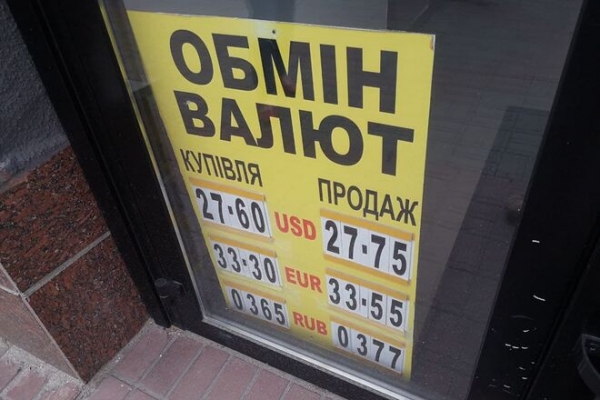 ОБМІН
ВАЛЮТ
КУПІВЛЯ ПРОДАЖ
27·60 USD 27·75
33·30 EUR 33·55
0365 RUB 0377